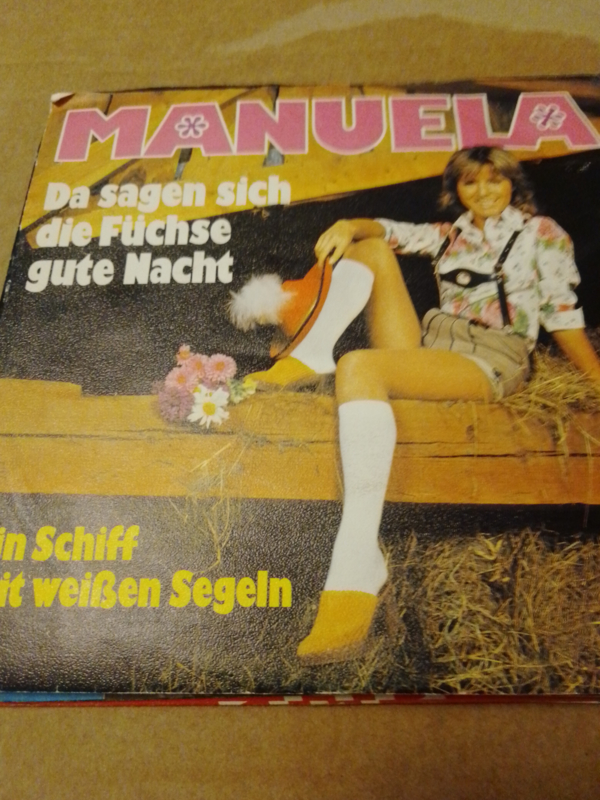 MANUELA
Da sagen sich
die Füchse
gute Nacht
in Schiff
it weißen Segeln